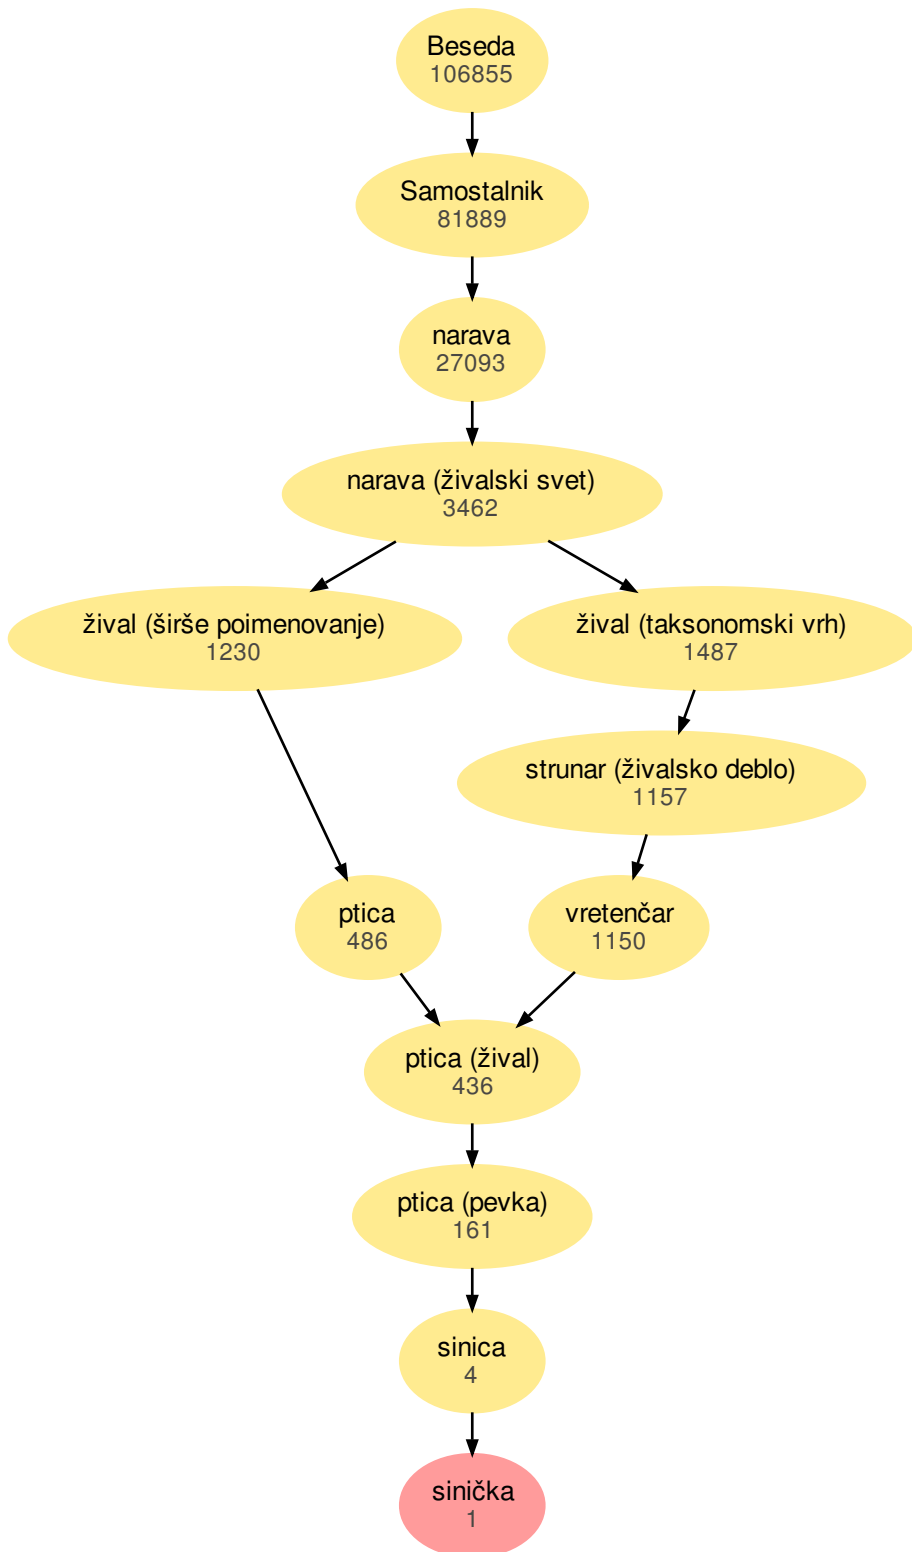 Beseda
106855
Samostalnik
81889
narava
27093
narava (živalski svet)
3462
žival (širše poimenovanje)
1230
žival (taksonomski vrh)
1487
strunar (živalsko deblo)
1157
ptica
486
vretenčar
1150
ptica (žival)
436
ptica (pevka)
161
sinica
4
sinička
1